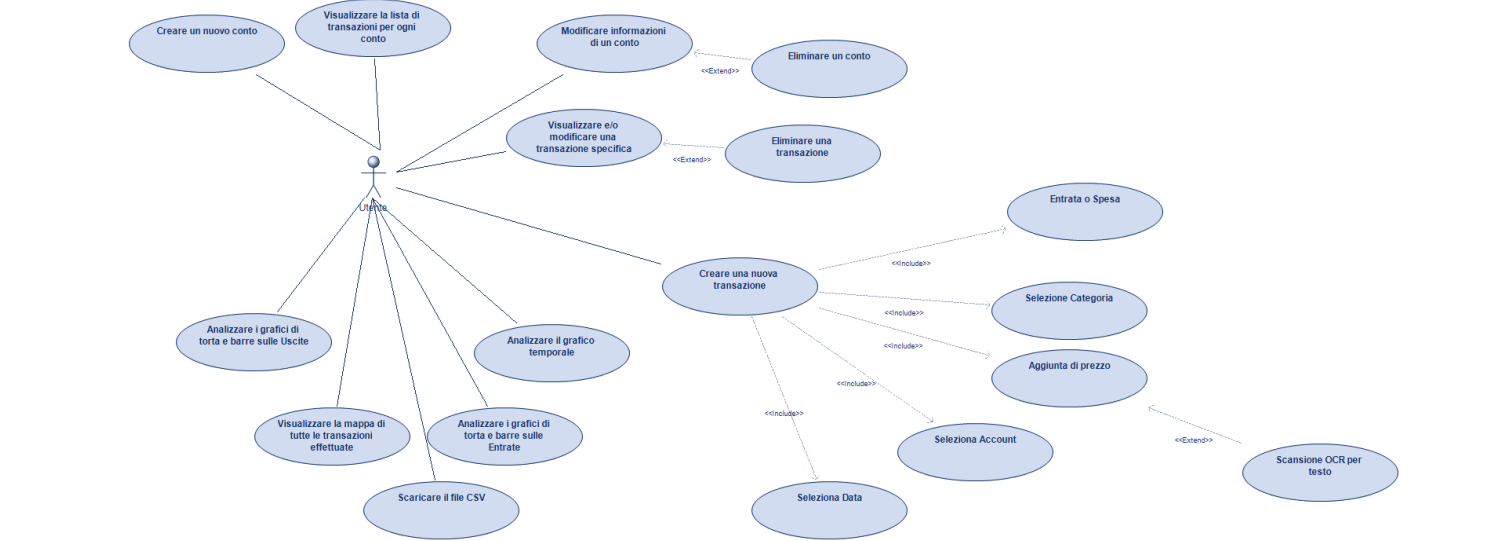 Creare un nuovo conto
Visualizzare la lista di
transazioni per ogni
conto
Modificare informazioni
di un conto
Eliminare un conto
<<Extend>>
Visualizzare e/o
modificare una
transazione specifica
Eliminare una
transazione
<<Extend>>
Utente
Entrata o Spesa
<<Include>>
Creare una nuova
transazione
Selezione Categoria
<<Include>>
Analizzare i grafici di
torta e barre sulle Uscite
Analizzare il grafico
temporale
<<Include>>
Aggiunta di prezzo
<<Include>>
<<Include>>
Visualizzare la mappa di
tutte le transazioni
effettuate
Analizzare i grafici di
torta e barre sulle
Entrate
Seleziona Account
<<Extend>>
Scansione OCR per
testo
Scaricare il file CSV
Seleziona Data